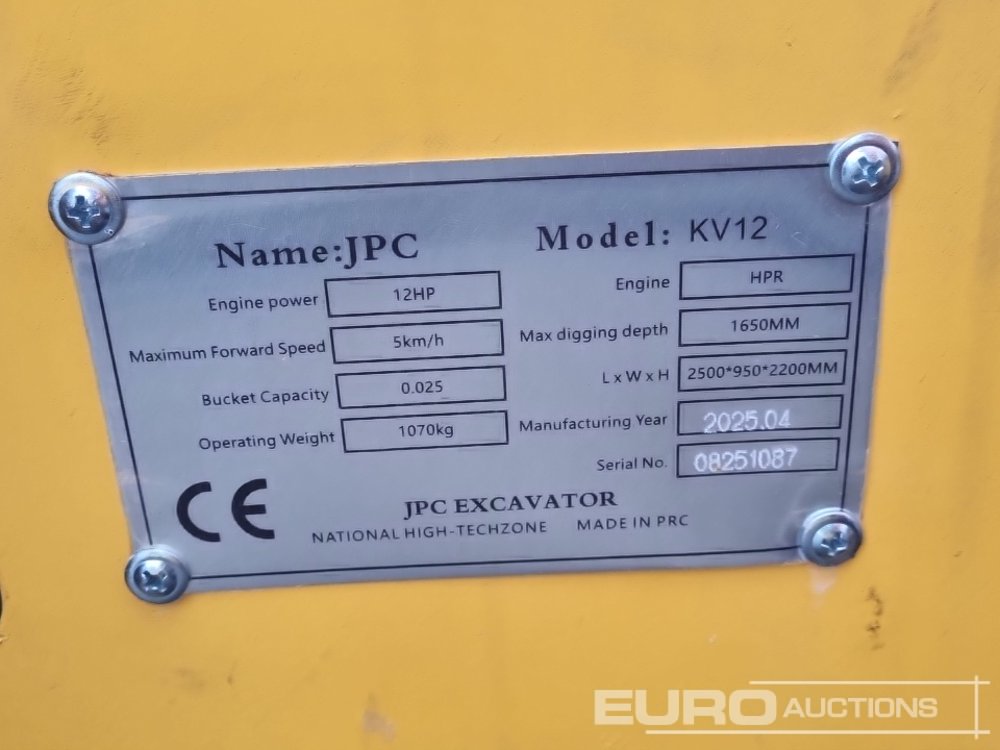 Name:JPC Model: KV12
Engine power 12HP Engine HPR
Maximum Forward Speed 5km/h Max digging depth 1650MM
Bucket Capacity 0.025 L x W x H 2500*950*2200MM
Operating Weight 1070kg Manufacturing Year 2025.04
Serial No. 08251087
CE
JPC EXCAVATOR
NATIONAL HIGH-TECHZONE MADE IN PRC
EURO AUCTIONS